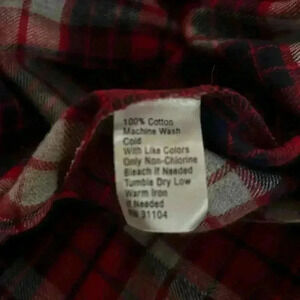 100% Cotton
Machine Wash
Cold
With Like Colors
Only Non-Chlorine
Bleach If Needed
Tumble Dry Low
Warm Iron
If Needed
RN 31104